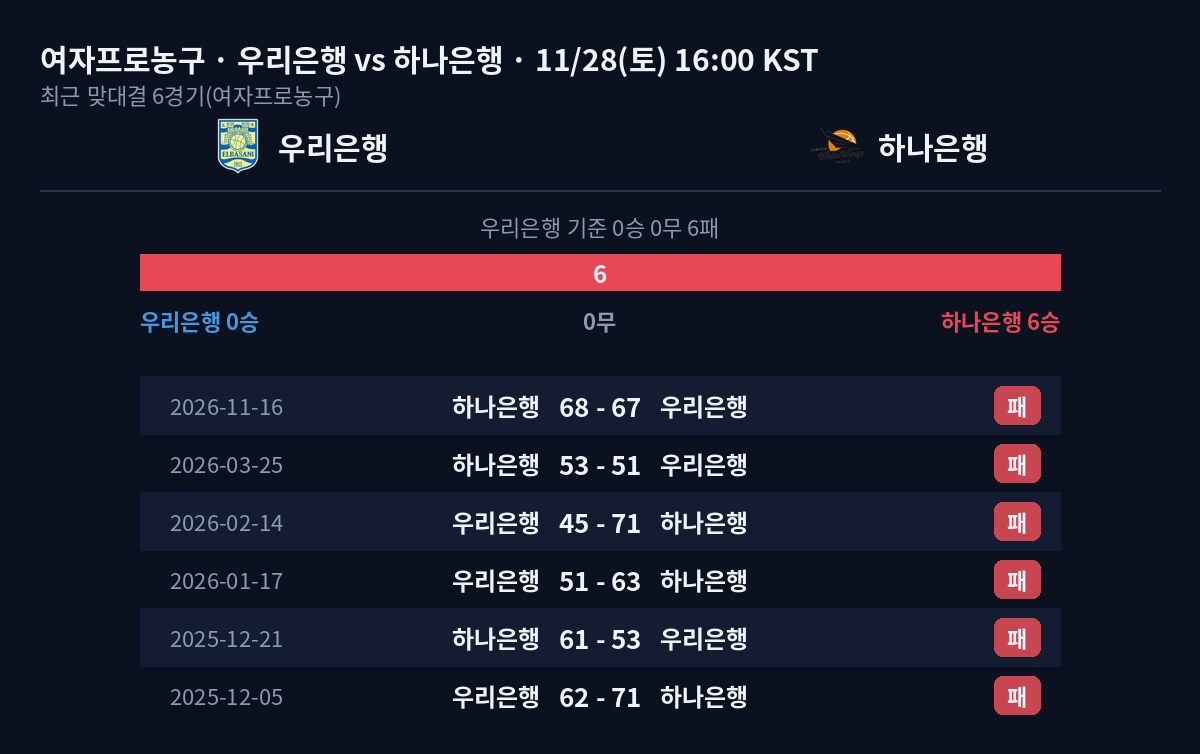 여자프로농구 · 우리은행 vs 하나은행 · 11/28(토) 16:00 KST
최근 맞대결 6경기(여자프로농구)
ELBASANI
우리은행
하나은행
우리은행 기준 0승 0무 6패
6
우리은행 0승 0무 하나은행 6승
2026-11-16 하나은행 68 - 67 우리은행 패
2026-03-25 하나은행 53 - 51 우리은행 패
2026-02-14 우리은행 45 - 71 하나은행 패
2026-01-17 우리은행 51 - 63 하나은행 패
2025-12-21 하나은행 61 - 53 우리은행 패
2025-12-05 우리은행 62 - 71 하나은행 패